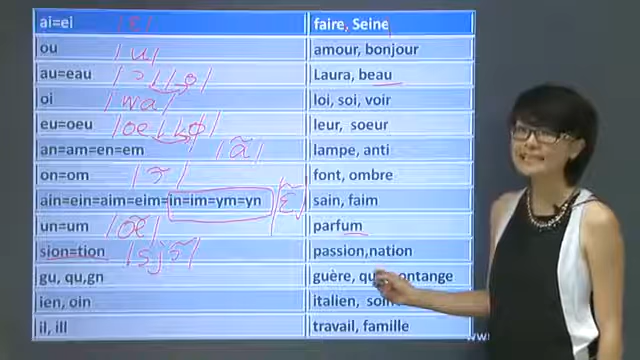 ai=ei /ɛ/ faire, Seine
ou /u/ amour, bonjour
au=eau /ɔ/ /o/ Laura, beau
oi /wa/ loi, soi, voir
eu=oeu /œ/ /ø/ leur, soeur
an=am=en=em /ɑ̃/ lampe, anti
on=om /ɔ̃/ font, ombre
ain=ein=aim=eim=in=im=ym=yn /ɛ̃/ sain, faim
un=um /œ̃/ parfum
sion=tion /sjɔ̃/ passion,nation
gu, qu,gn guère,
ien, oin italien,
il, ill travail, famille